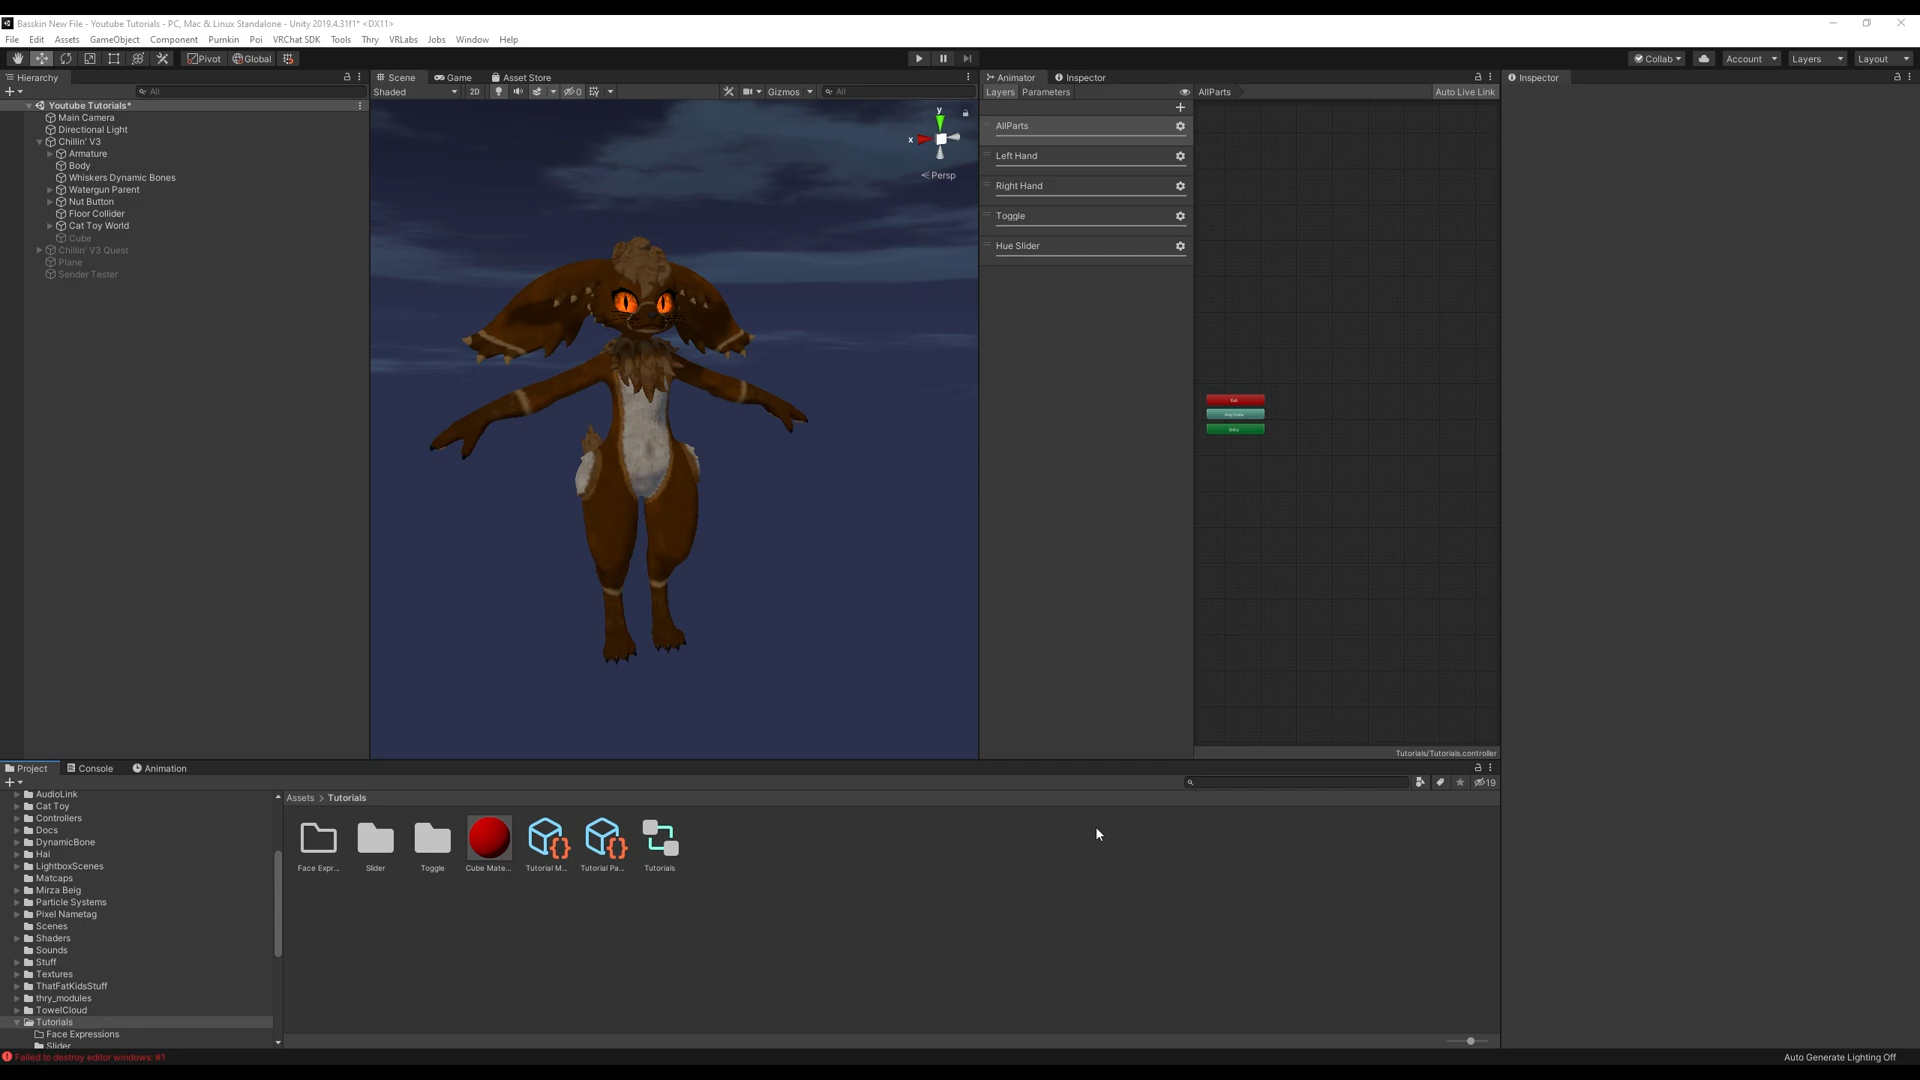 Basskin New File - Youtube Tutorials - PC, Mac & Linux Standalone - Unity 2019.4.31f1* <DX11>
File Edit Assets GameObject Component Pumkin Poi VRChat SDK Tools Thry VRLabs Jobs Window Help
Pivot Global Collab Account Layers Layout
Hierarchy
All
Youtube Tutorials*
Main Camera
Directional Light
Chillin' V3
Armature
Body
Whiskers Dynamic Bones
Watergun Parent
Nut Button
Floor Collider
Cat Toy World
Cube
Chillin' V3 Quest
Plane
Sender Tester
Scene Game Asset Store
Shaded 2D 0 Gizmos All
y
x
Persp
Animator Inspector
Layers Parameters AllParts Auto Live Link
AllParts
Left Hand
Right Hand
Toggle
Hue Slider
Exit
Any State
Entry
Tutorials/Tutorials.controller
Inspector
Project Console Animation
19
AudioLink
Cat Toy
Controllers
Docs
DynamicBone
Hai
LightboxScenes
Matcaps
Mirza Beig
Particle Systems
Pixel Nametag
Scenes
Shaders
Sounds
Stuff
Textures
ThatFatKidsStuff
thry_modules
TowelCloud
Tutorials
Face Expressions
Slider
Assets > Tutorials
Face Expr... Slider Toggle Cube Mate... Tutorial M... Tutorial Pa... Tutorials
Failed to destroy editor windows: #1
Auto Generate Lighting Off